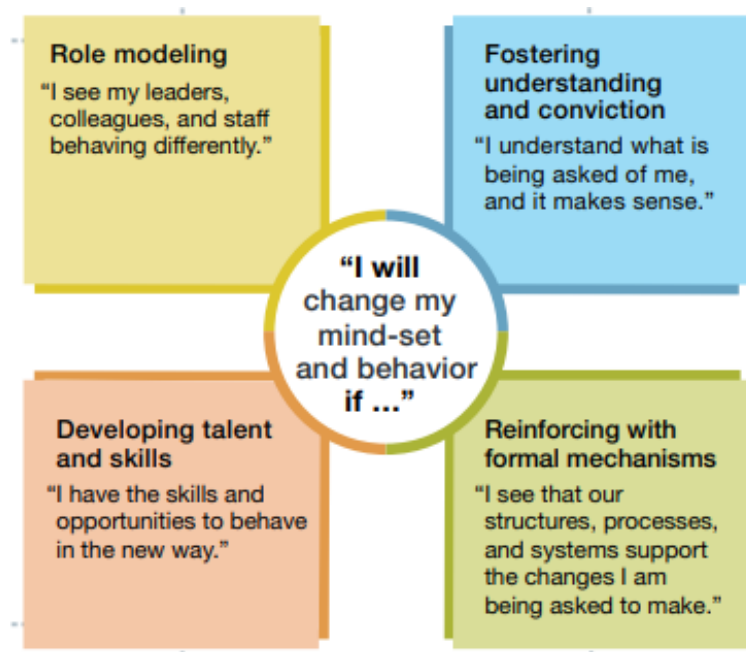 Role modeling
“I see my leaders,
colleagues, and staff
behaving differently.”
Fostering
understanding
and conviction
“I understand what is
being asked of me,
and it makes sense.”
“I will
change my
mind-set
and behavior
if ...”
Developing talent
and skills
“I have the skills and
opportunities to behave
in the new way.”
Reinforcing with
formal mechanisms
“I see that our
structures, processes,
and systems support
the changes I am
being asked to make.”